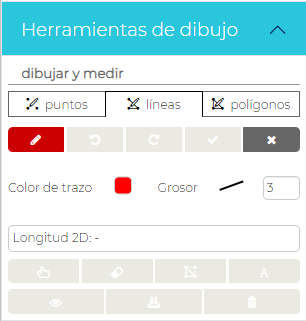 Herramientas de dibujo
dibujar y medir
puntos líneas polígonos
Color de trazo Grosor 3
Longitud 2D: -
A